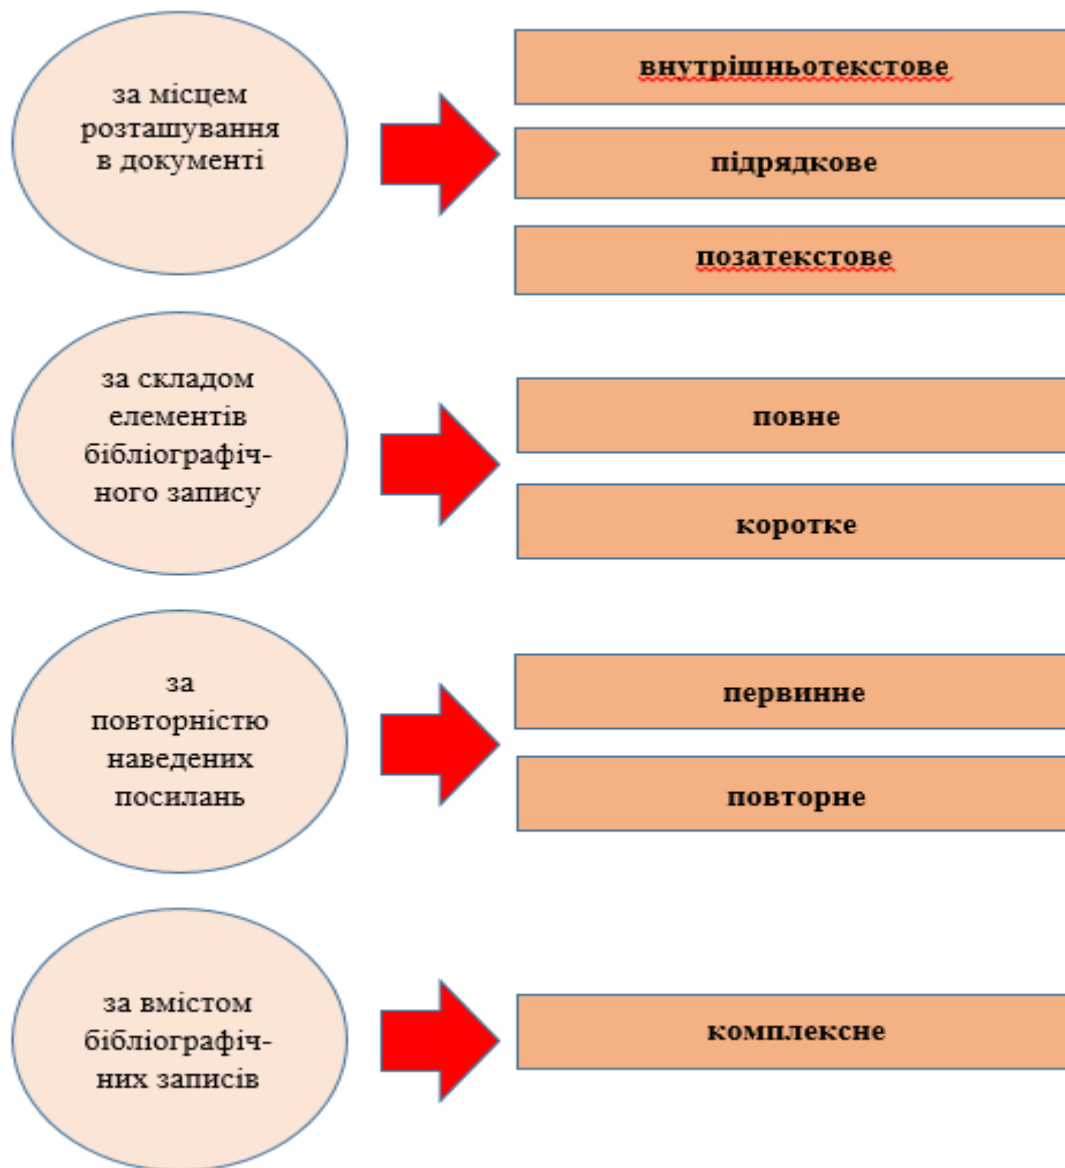 за місцем
розташування
в документі
внутрішньотекстове
підрядкове
позатекстове
за складом
елементів
бібліографіч-
ного запису
повне
коротке
за
повторністю
наведених
посилань
первинне
повторне
за вмістом
бібліографіч-
них записів
комплексне